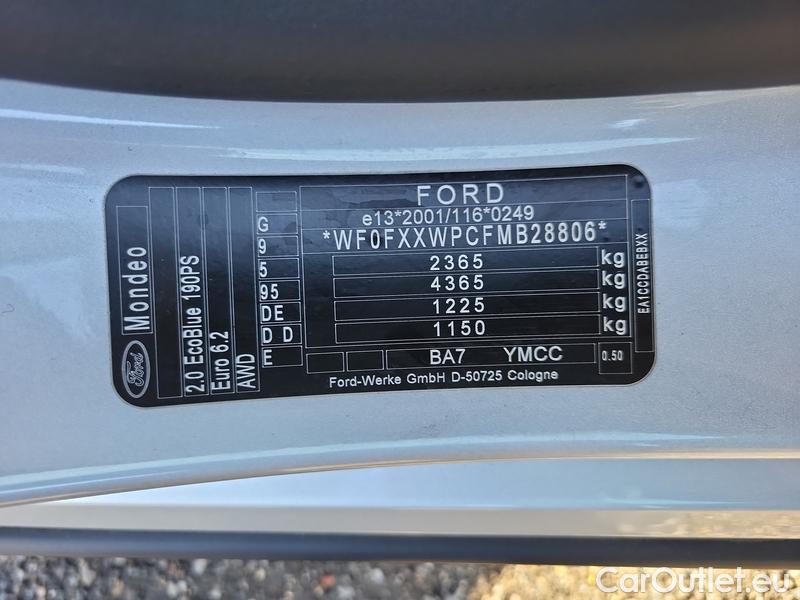 FORD
e13*2001/116*0249
*WF0FXXWPCFMB28806*
2365 kg
4365 kg
1225 kg
1150 kg
BA7 YMCC 0.50
Ford-Werke GmbH D-50725 Cologne
G
9
5
95
DE
D D
E
Ford Mondeo
2.0 EcoBlue 190PS
Euro 6.2
AWD
EA1CCDABEBXX
CarOutlet.eu